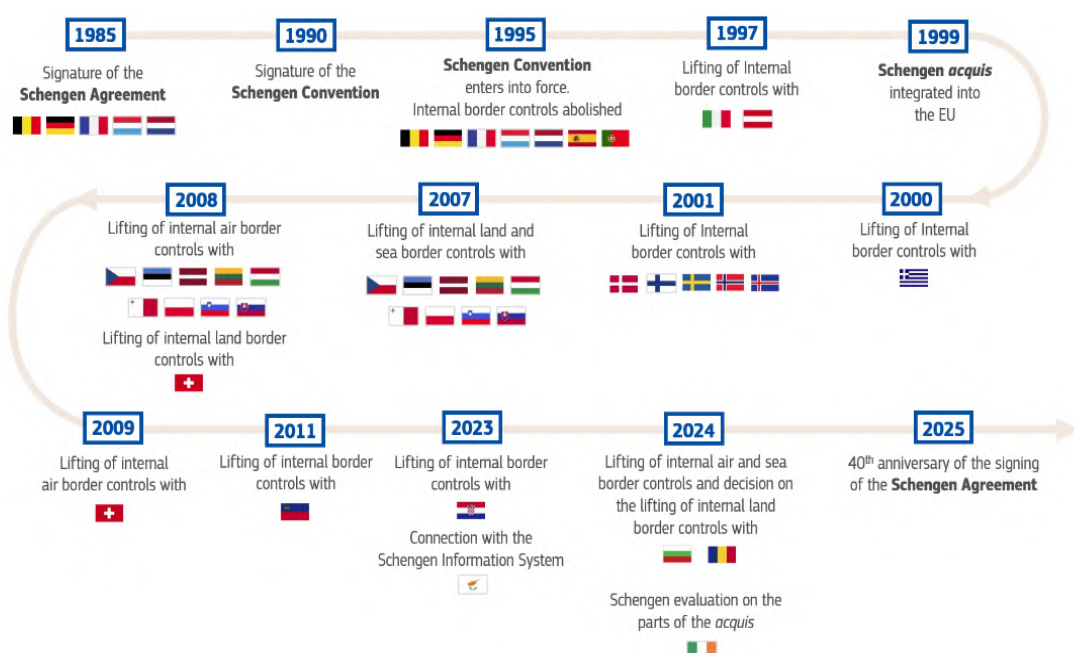 1985
Signature of the
Schengen Agreement
1990
Signature of the
Schengen Convention
1995
Schengen Convention
enters into force.
Internal border controls abolished
1997
Lifting of Internal
border controls with
1999
Schengen acquis
integrated into
the EU
2000
Lifting of Internal
border controls with
2001
Lifting of Internal
border controls with
2007
Lifting of internal land and
sea border controls with
2008
Lifting of internal air border
controls with
Lifting of internal land border
controls with
2009
Lifting of internal
air border controls with
2011
Lifting of internal border
controls with
2023
Lifting of internal border
controls with
Connection with the
Schengen Information System
2024
Lifting of internal air and sea
border controls and decision on
the lifting of internal land
border controls with
Schengen evaluation on the
parts of the acquis
2025
40th anniversary of the signing
of the Schengen Agreement